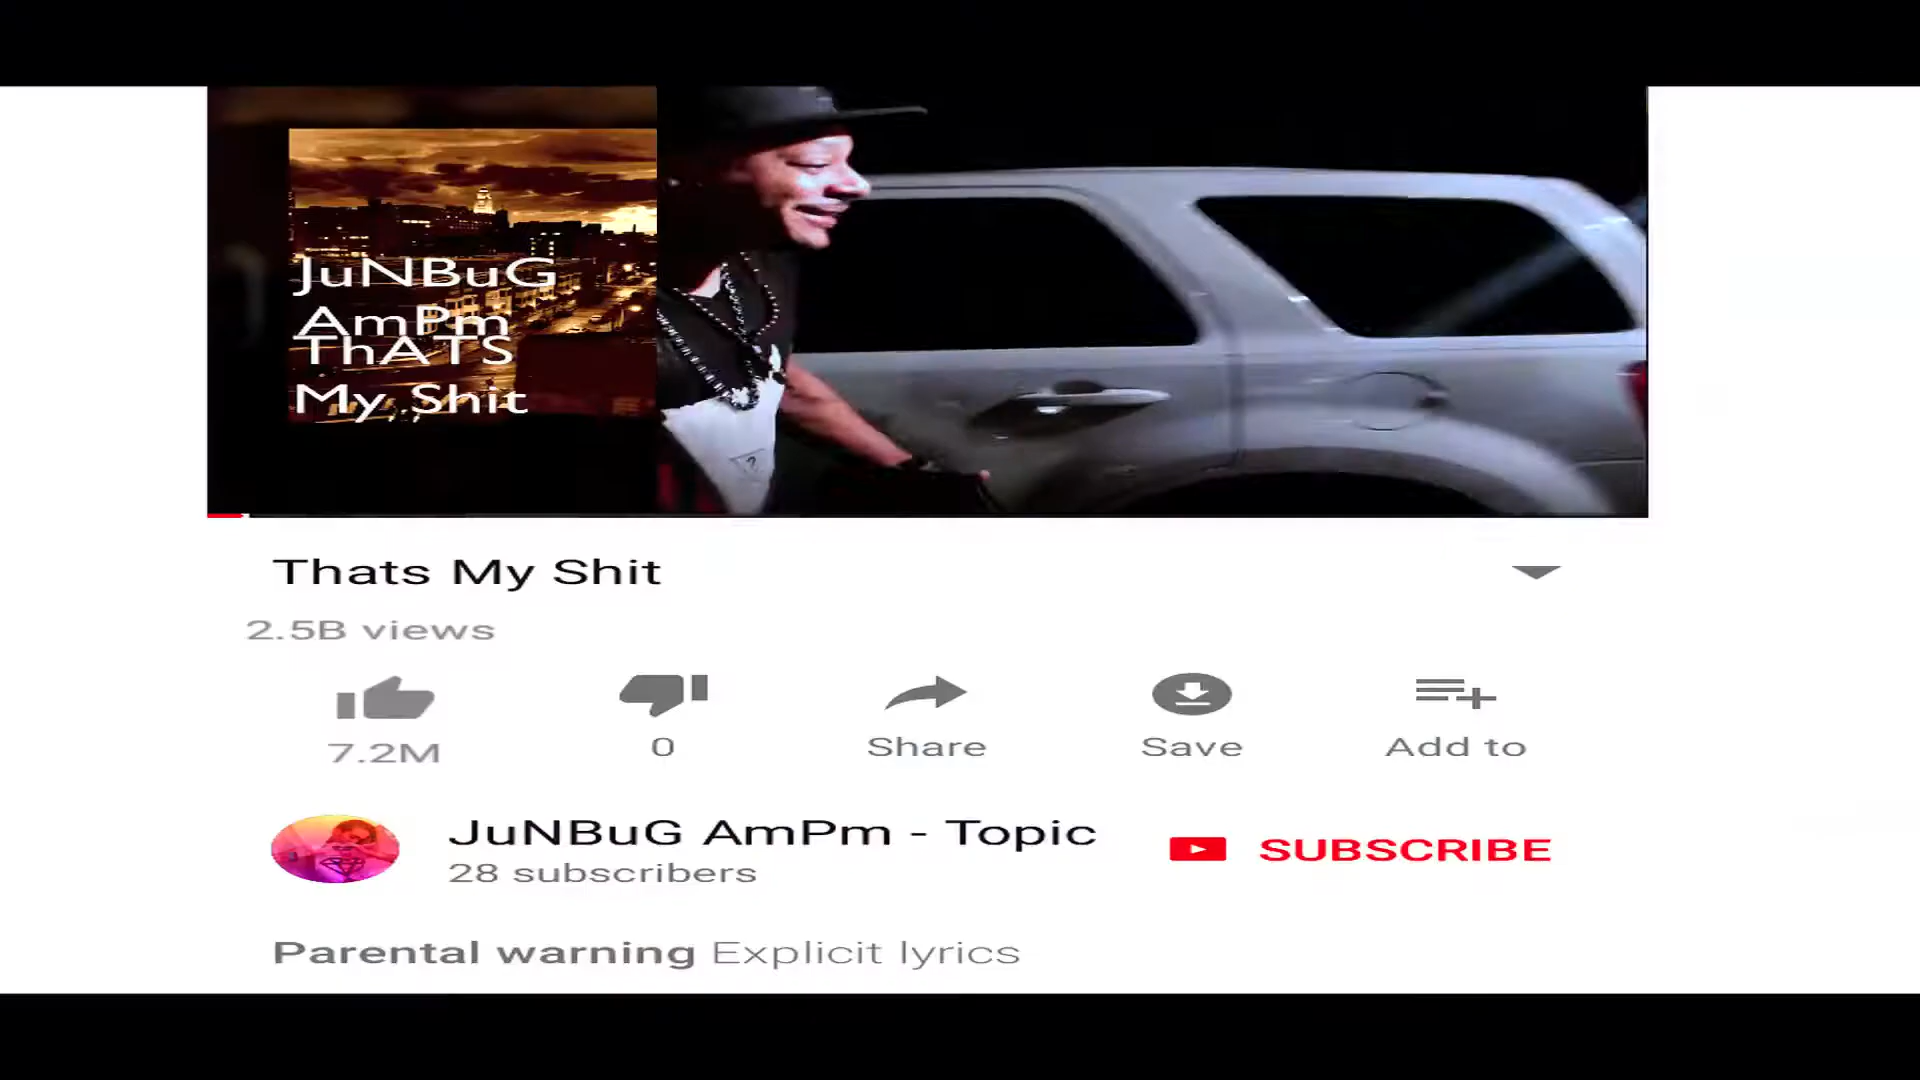 JuNBuG
AmPm
ThATS
My Shit
Thats My Shit
2.5B views
7.2M
0
Share
Save
Add to
JuNBuG AmPm - Topic
28 subscribers
SUBSCRIBE
Parental warning Explicit lyrics